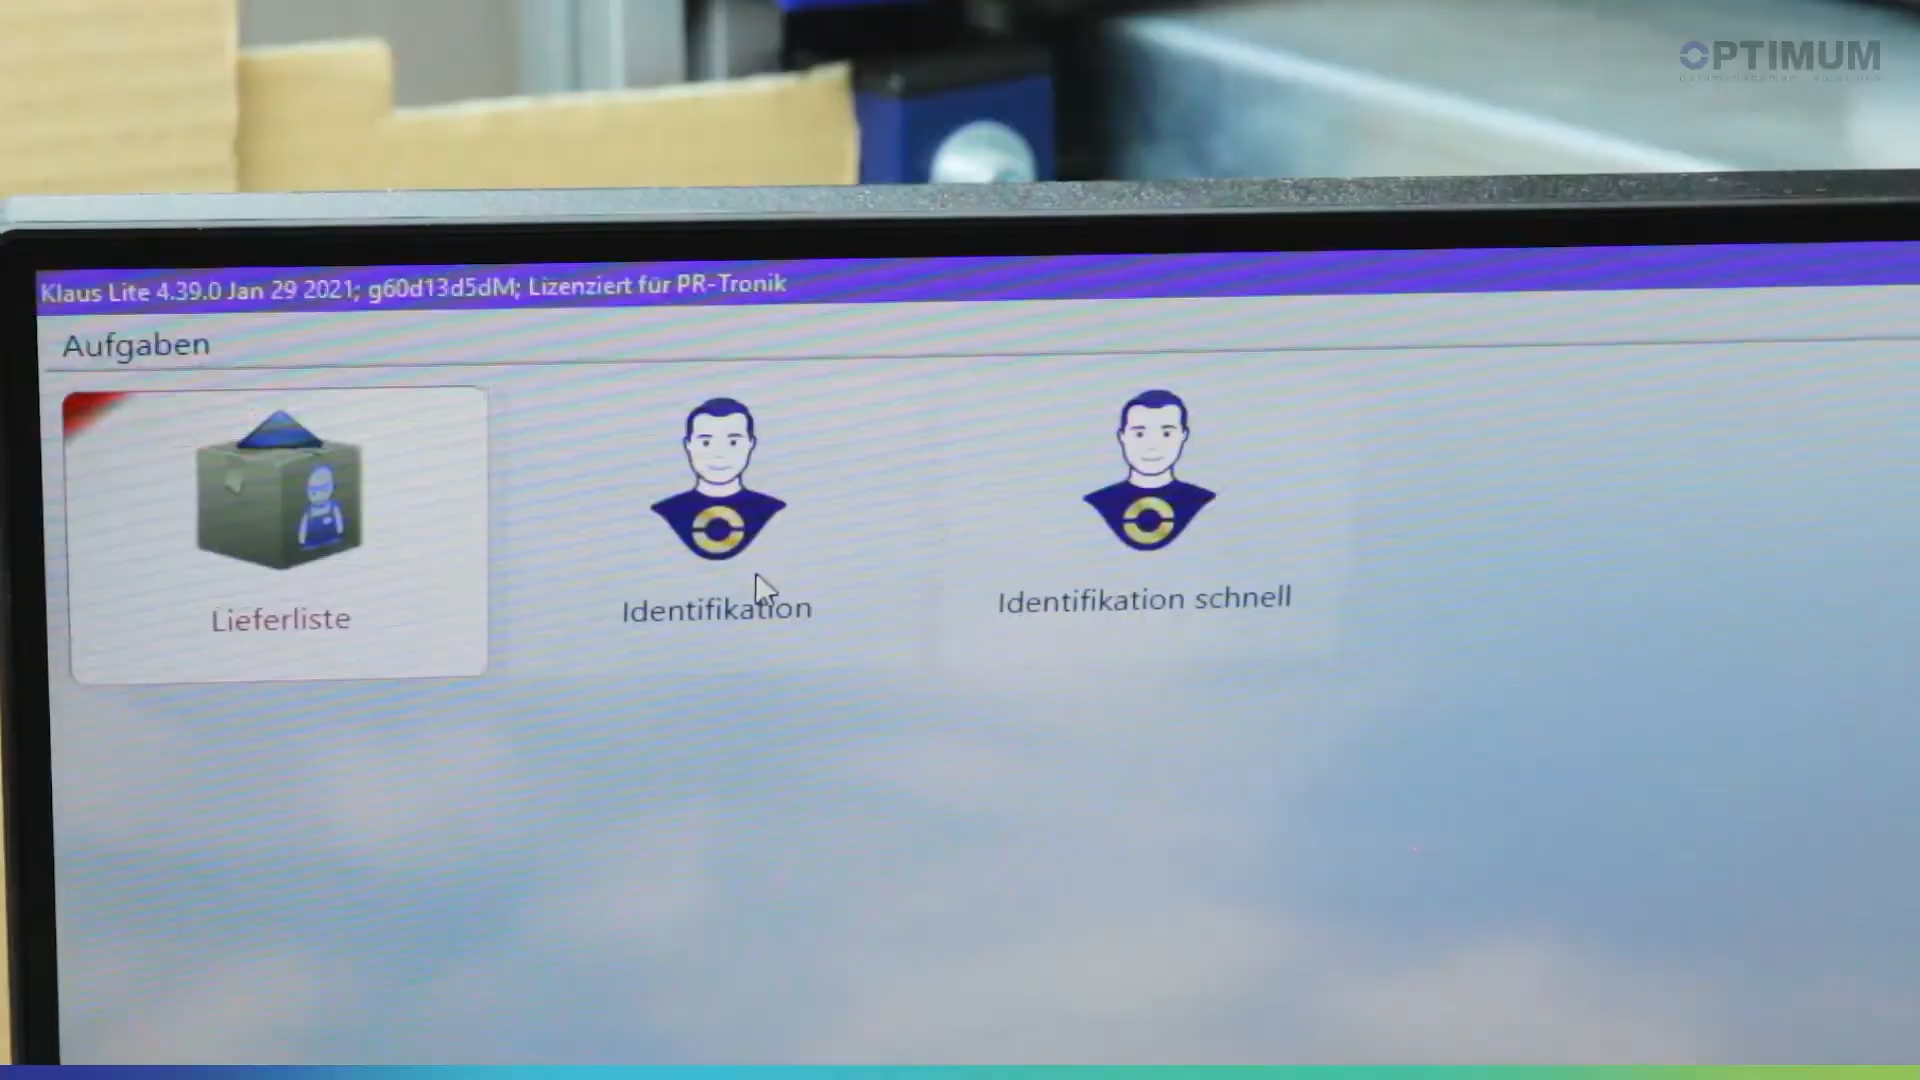 OPTIMUM
Klaus Lite 4.39.0 Jan 29 2021; g60d13d5dM; Lizenziert für PR-Tronik
Aufgaben
Lieferliste
Identifikation
Identifikation schnell